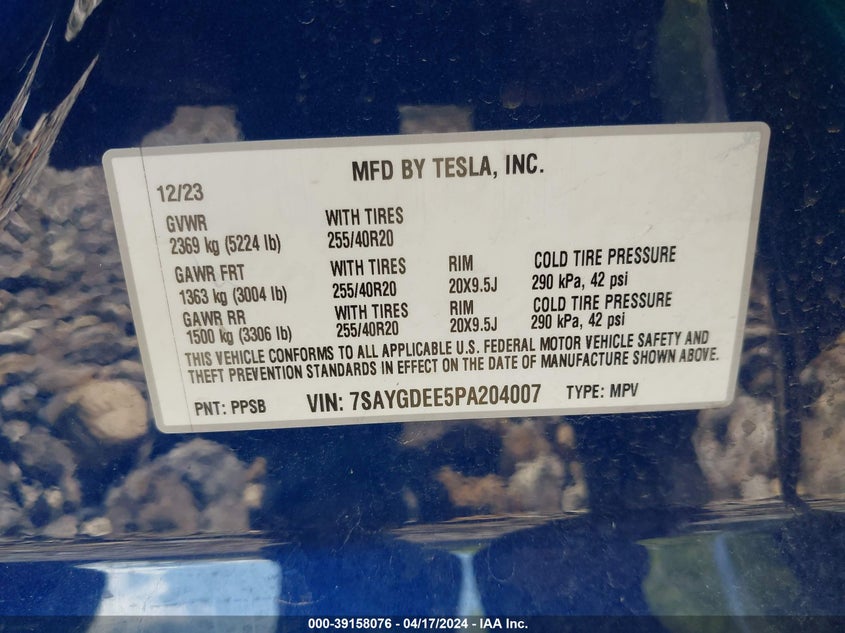 MFD BY TESLA, INC.
12/23
GVWR WITH TIRES
2369 kg (5224 lb) 255/40R20
GAWR FRT WITH TIRES RIM COLD TIRE PRESSURE
1363 kg (3004 lb) 255/40R20 20X9.5J 290 kPa, 42 psi
GAWR RR WITH TIRES RIM COLD TIRE PRESSURE
1500 kg (3306 lb) 255/40R20 20X9.5J 290 kPa, 42 psi
THIS VEHICLE CONFORMS TO ALL APPLICABLE U.S. FEDERAL MOTOR VEHICLE SAFETY AND
THEFT PREVENTION STANDARDS IN EFFECT ON THE DATE OF MANUFACTURE SHOWN ABOVE.
PNT: PPSB VIN: 7SAYGDEE5PA204007 TYPE: MPV
000-39158076 - 04/17/2024 - IAA Inc.